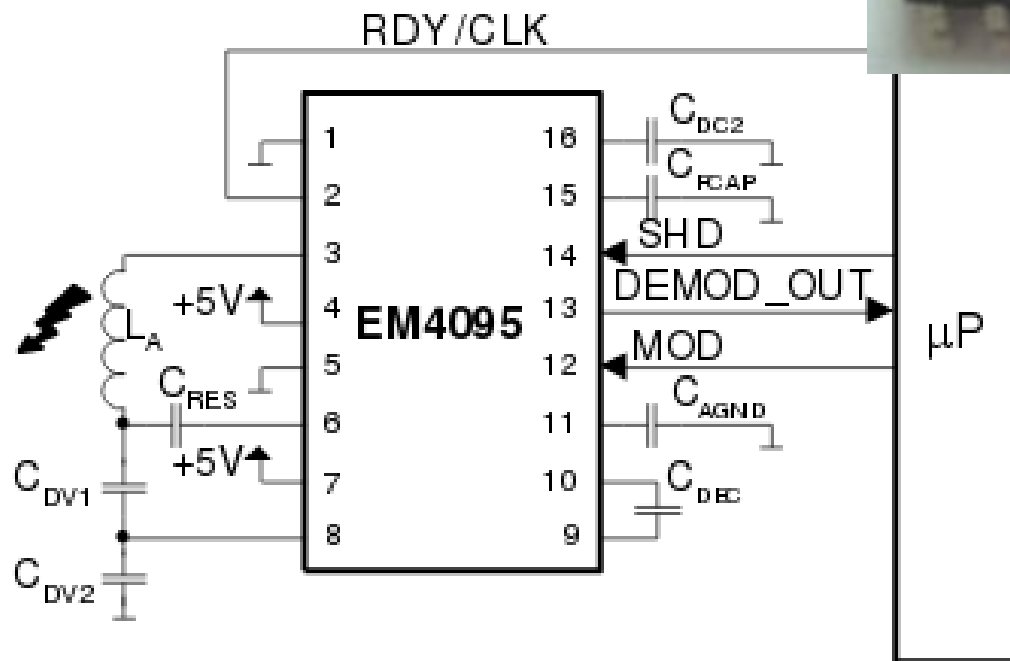 RDY/CLK
1
2
3
4
5
6
7
8
16
15
14
13
12
11
10
9
EM4095
C DC2
C FCAP
SHD
DEMOD_OUT
MOD
C AGND
C DEC
µP
+5V
L A
C RES
+5V
C DV1
C DV2